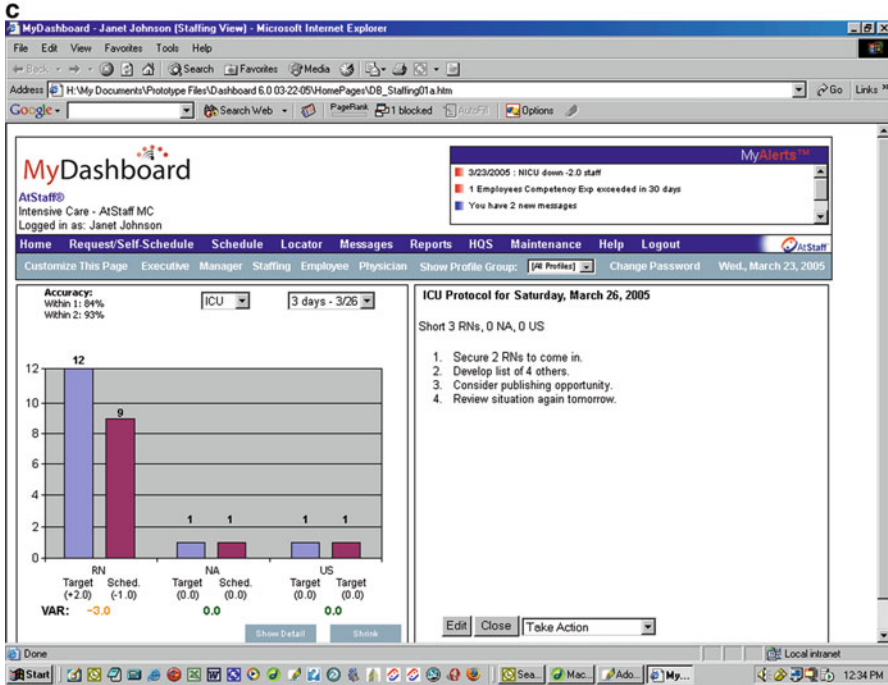 C
MyDashboard - Janet Johnson (Staffing View) - Microsoft Internet Explorer
File Edit View Favorites Tools Help
Back Search Favorites Media
Address H:\My Documents\Prototype Files\Dashboard 6.0 03-22-05\HomePages\DB_Staffing01a.htm Go Links »
Google Search Web PageRank 1 blocked AutoFill Options
MyDashboard
MyAlerts™
3/23/2005 : NICU down -2.0 staff
1 Employees Competency Exp exceeded in 30 days
You have 2 new messages
AtStaff®
Intensive Care - AtStaff MC
Logged in as: Janet Johnson
Home Request/Self-Schedule Schedule Locator Messages Reports HQS Maintenance Help Logout AtStaff
Customize This Page Executive Manager Staffing Employee Physician Show Profile Group: [All Profiles] Change Password Wed., March 23, 2005
Accuracy:
Within 1: 84%
Within 2: 93%
ICU 3 days - 3/26
12
10
8
6
4
2
0
12 9 1 1 1 1
RN NA US
Target Sched. Target Sched. Target Target
(+2.0) (-1.0) (0.0) (0.0) (0.0) (0.0)
VAR: -3.0 0.0 0.0
Show Detail Shrink
ICU Protocol for Saturday, March 26, 2005
Short 3 RNs, 0 NA, 0 US
1. Secure 2 RNs to come in.
2. Develop list of 4 others.
3. Consider publishing opportunity.
4. Review situation again tomorrow.
Edit Close Take Action
Done Local intranet
Start Sea... Mac... Ado... My... 12:34 PM